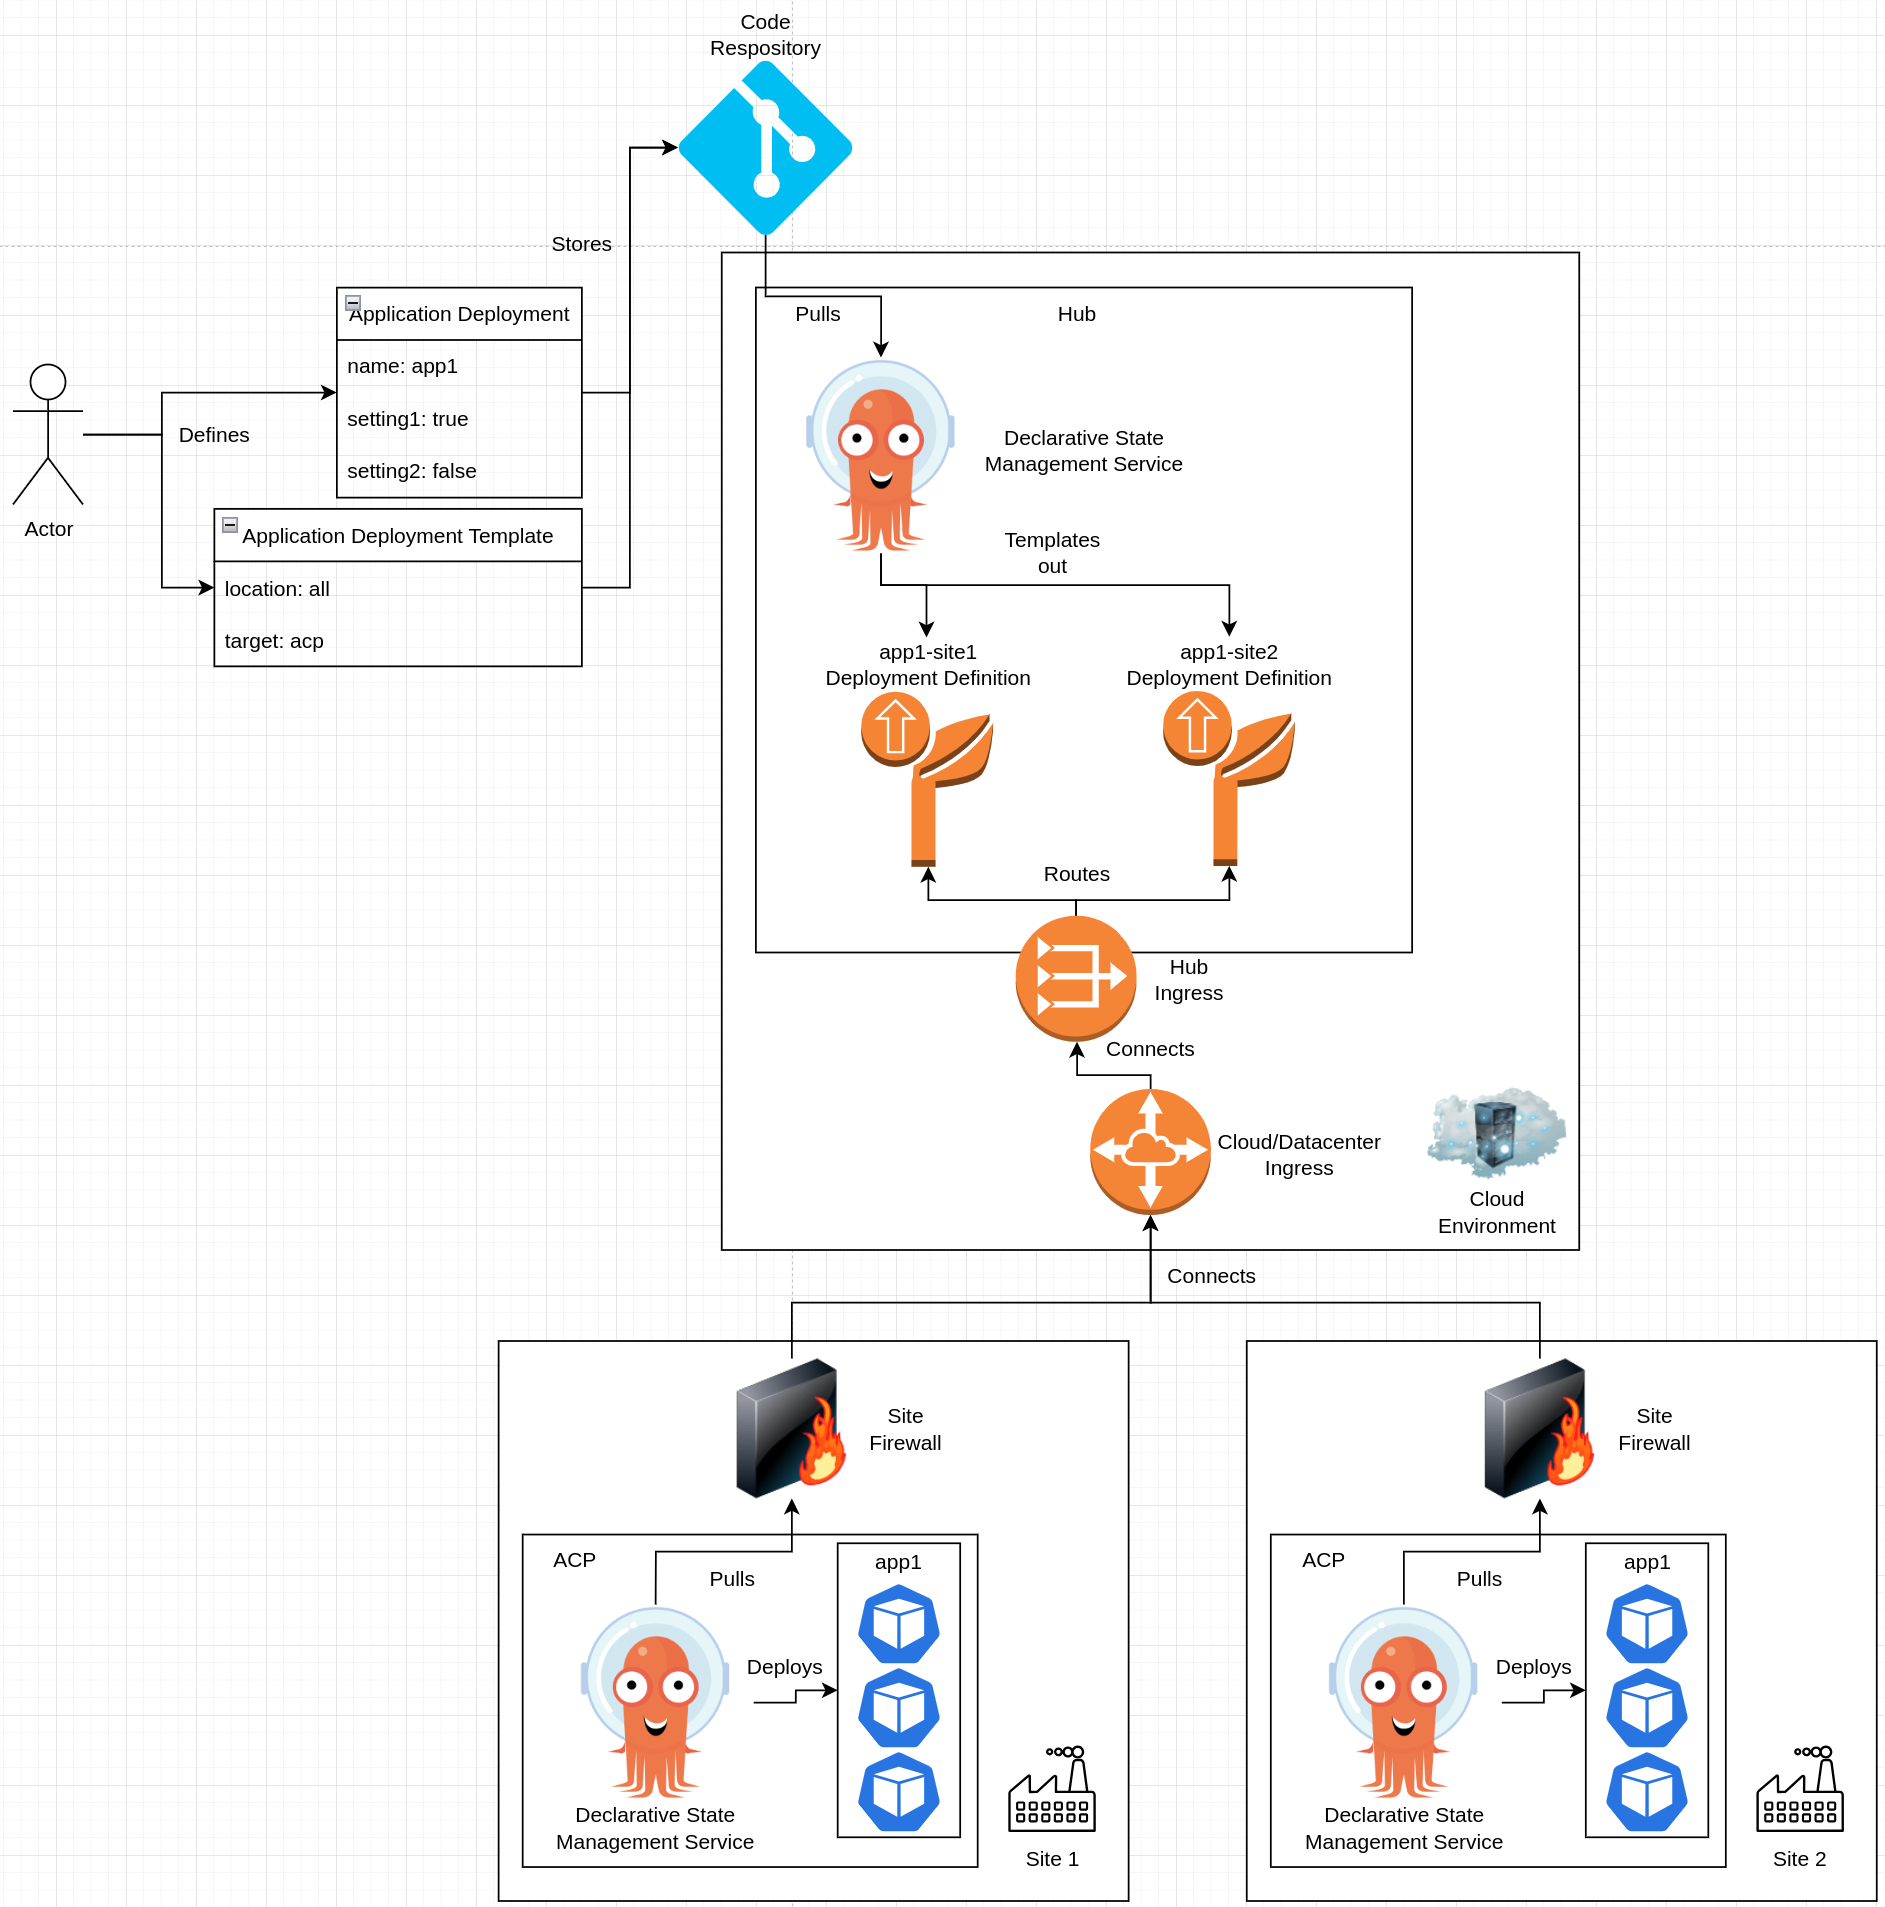 Code
Respository
Stores
Application Deployment
name: app1
setting1: true
setting2: false
Defines
Actor
Application Deployment Template
location: all
target: acp
Pulls
Hub
Declarative State
Management Service
Templates
out
app1-site1
Deployment Definition
app1-site2
Deployment Definition
Routes
Hub
Ingress
Connects
Cloud/Datacenter
Ingress
Cloud
Environment
Connects
Site
Firewall
ACP
Pulls
app1
Deploys
Declarative State
Management Service
Site 1
Site
Firewall
ACP
Pulls
app1
Deploys
Declarative State
Management Service
Site 2